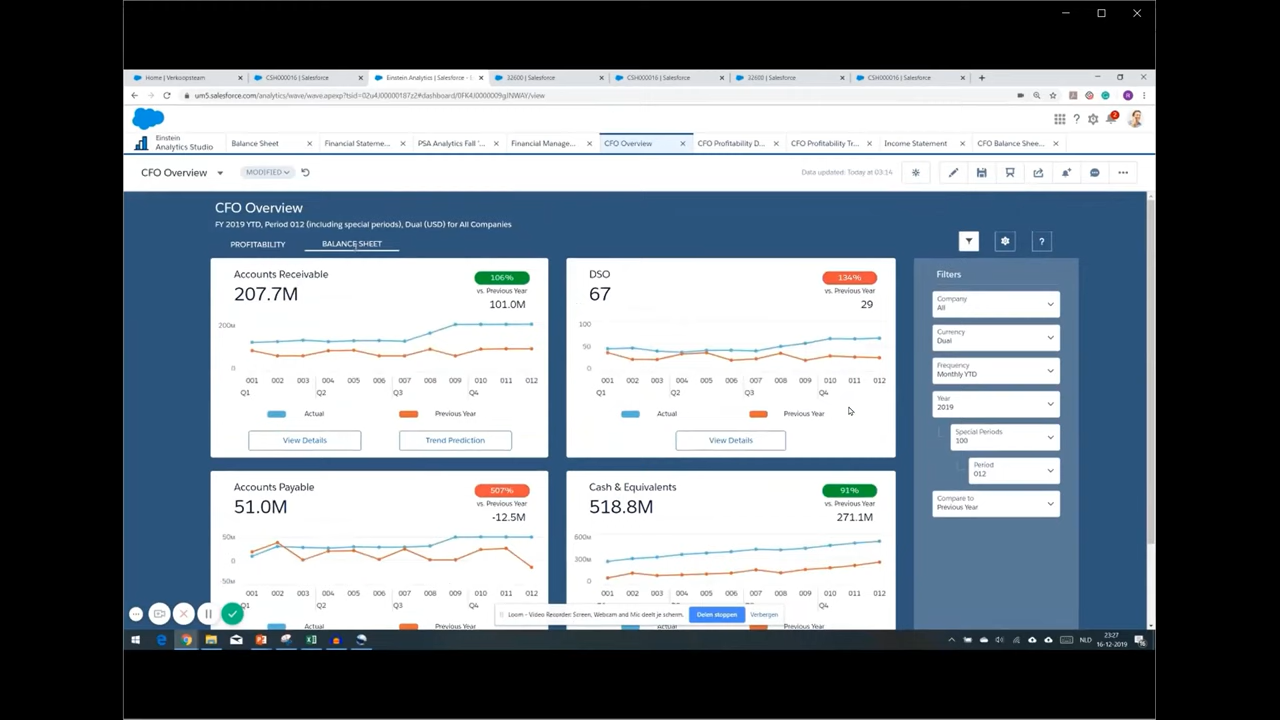 Home | Verkoopsteam
CSH000016 | Salesforce
Einstein Analytics | Salesforce -
32600 | Salesforce
CSH000016 | Salesforce
32600 | Salesforce
CSH000016 | Salesforce
Einstein
Analytics Studio
Balance Sheet
Financial Stateme...
PSA Analytics Fall '...
Financial Manage...
CFO Overview
CFO Profitability D...
CFO Profitability Tr...
Income Statement
CFO Balance Shee...
CFO Overview
MODIFIED
Data updated: Today at 03:14
CFO Overview
FY 2019 YTD, Period 012 (including special periods), Dual (USD) for All Companies
PROFITABILITY
BALANCE SHEET
?
Accounts Receivable
207.7M
106%
vs. Previous Year
101.0M
200M
0
001 002 003 004 005 006 007 008 009 010 011 012
Q1 Q2 Q3 Q4
Actual
Previous Year
View Details
Trend Prediction
DSO
67
134%
vs. Previous Year
29
100
50
0
001 002 003 004 005 006 007 008 009 010 011 012
Q1 Q2 Q3 Q4
Actual
Previous Year
View Details
Accounts Payable
51.0M
507%
vs. Previous Year
-12.5M
50M
0
-50M
001 002 003 004 005 006 007 008 009 010 011 012
Q2 Q3 Q4
Actual
Previous Year
Cash & Equivalents
518.8M
91%
vs. Previous Year
271.1M
600M
300M
0
001 002 003 004 005 006 007 008 009 010 011 012
Q4
Actual
Previous Year
Filters
Company
All
Currency
Dual
Frequency
Monthly YTD
Year
2019
Special Periods
100
Period
012
Compare to
Previous Year
Loom - Video Recorder: Screen, Webcam and Mic deelt je scherm.
Delen stoppen
Verbergen
NLD
23:27
16-12-2019